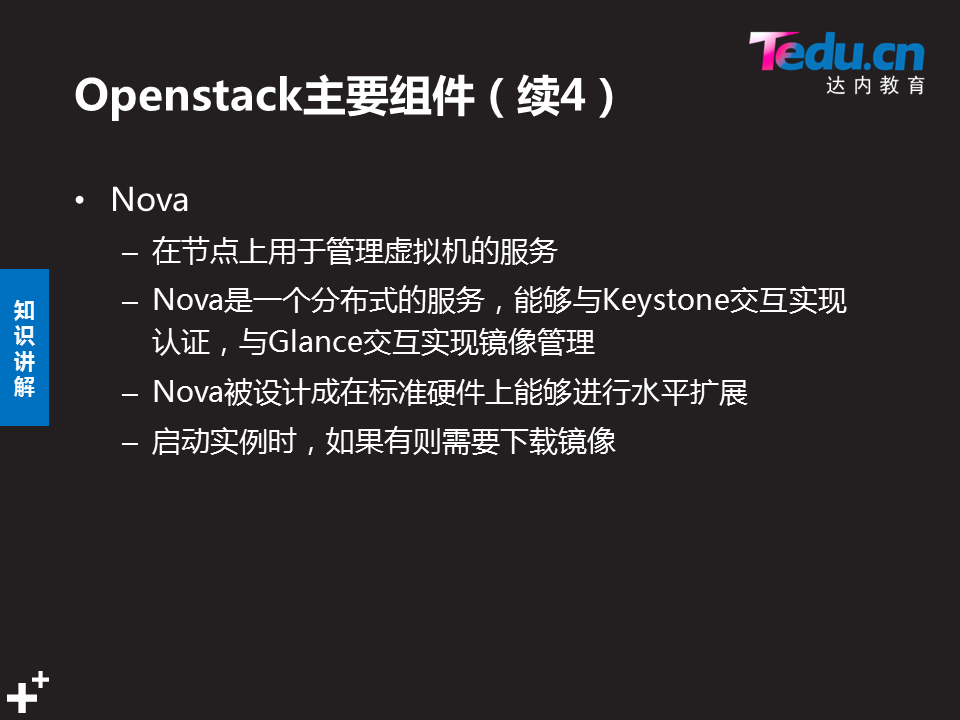 Tedu.cn
达内教育
Openstack主要组件（续4）
• Nova
– 在节点上用于管理虚拟机的服务
– Nova是一个分布式的服务，能够与Keystone交互实现
认证，与Glance交互实现镜像管理
– Nova被设计成在标准硬件上能够进行水平扩展
– 启动实例时，如果有则需要下载镜像
知
识
讲
解